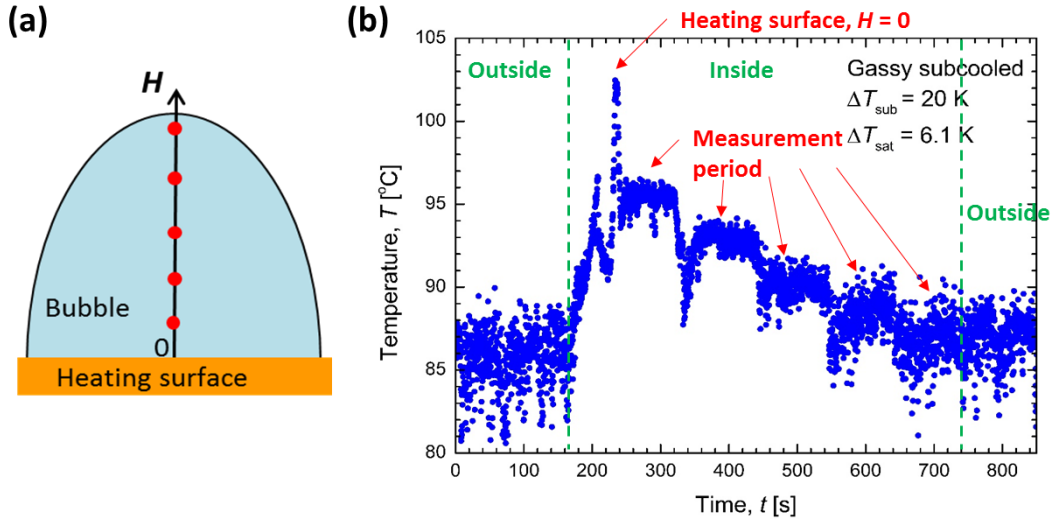 (a)
H
Bubble
0
Heating surface
(b)
Heating surface, H = 0
Outside
Inside
Gassy subcooled
ΔTsub = 20 K
ΔTsat = 6.1 K
Measurement
period
Outside
105
100
95
90
85
80
Temperature, T [°C]
0 100 200 300 400 500 600 700 800
Time, t [s]